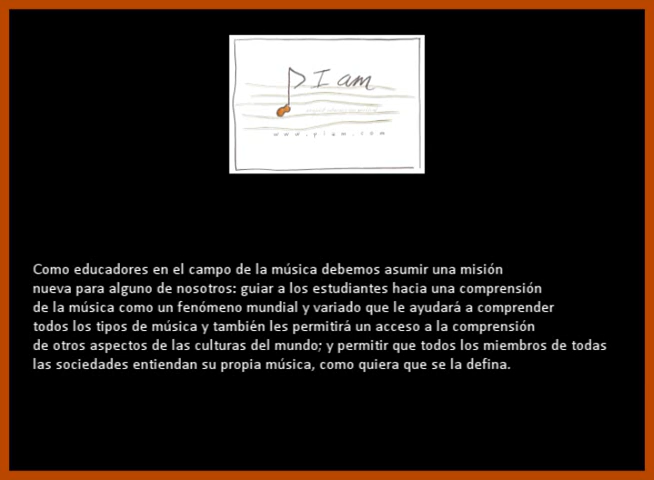 I am
www.piam.com
Como educadores en el campo de la música debemos asumir una misión
nueva para alguno de nosotros: guiar a los estudiantes hacia una comprensión
de la música como un fenómeno mundial y variado que le ayudará a comprender
todos los tipos de música y también les permitirá un acceso a la comprensión
de otros aspectos de las culturas del mundo; y permitir que todos los miembros de todas
las sociedades entiendan su propia música, como quiera que se la defina.